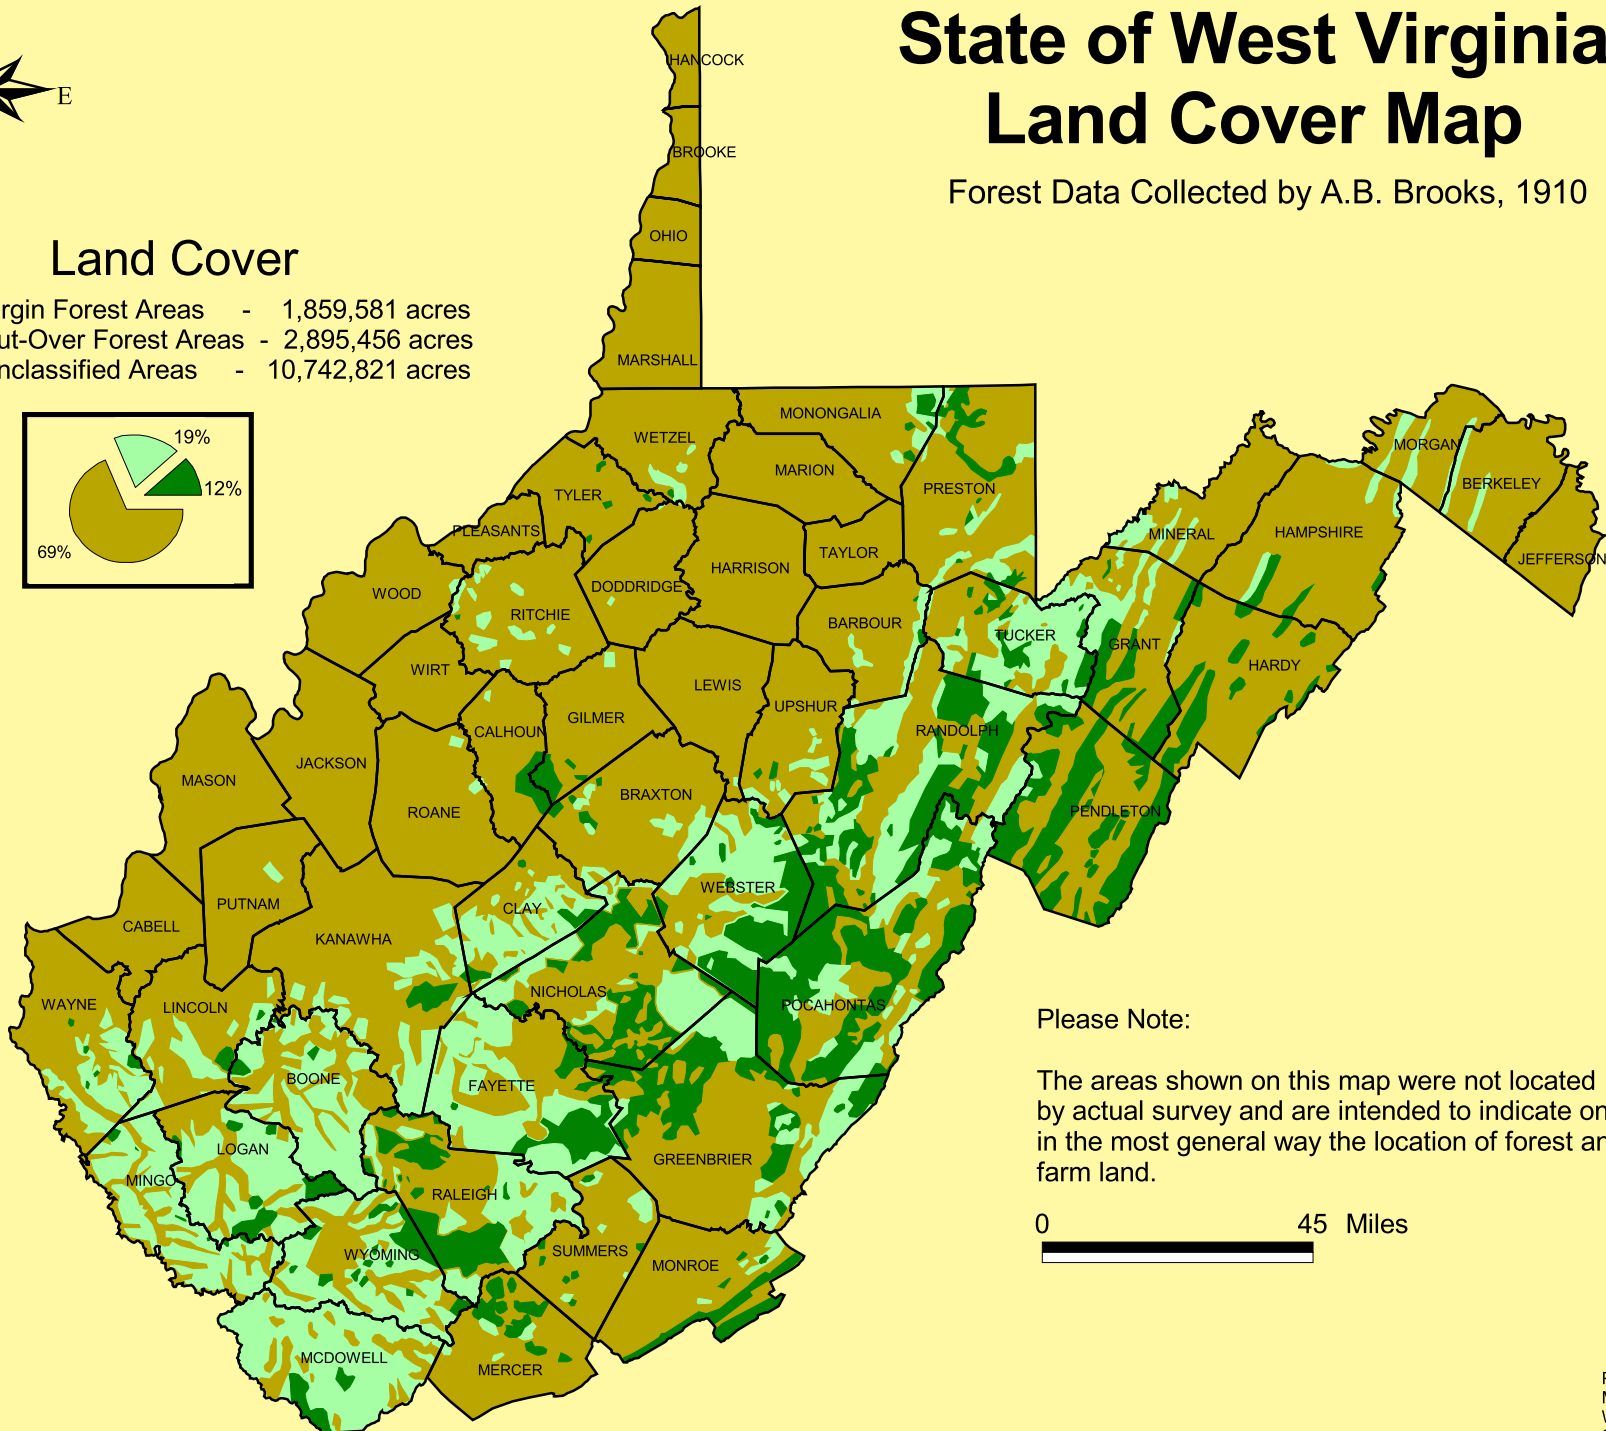 State of West Virginia
Land Cover Map
Forest Data Collected by A.B. Brooks, 1910
E
Land Cover
rgin Forest Areas - 1,859,581 acres
ut-Over Forest Areas - 2,895,456 acres
nclassified Areas - 10,742,821 acres
19%
12%
69%
HANCOCK
BROOKE
OHIO
MARSHALL
WETZEL
MONONGALIA
MARION
TYLER
PRESTON
PLEASANTS
MORGAN
BERKELEY
JEFFERSON
HAMPSHIRE
MINERAL
TAYLOR
HARRISON
DODDRIDGE
WOOD
RITCHIE
BARBOUR
TUCKER
GRANT
HARDY
WIRT
LEWIS
UPSHUR
GILMER
CALHOUN
RANDOLPH
JACKSON
MASON
ROANE
BRAXTON
PENDLETON
WEBSTER
PUTNAM
CLAY
CABELL
KANAWHA
NICHOLAS
POCAHONTAS
WAYNE
LINCOLN
BOONE
FAYETTE
LOGAN
GREENBRIER
MINGO
RALEIGH
WYOMING
SUMMERS
MONROE
MCDOWELL
MERCER
Please Note:
The areas shown on this map were not located
by actual survey and are intended to indicate on
in the most general way the location of forest an
farm land.
0 45 Miles